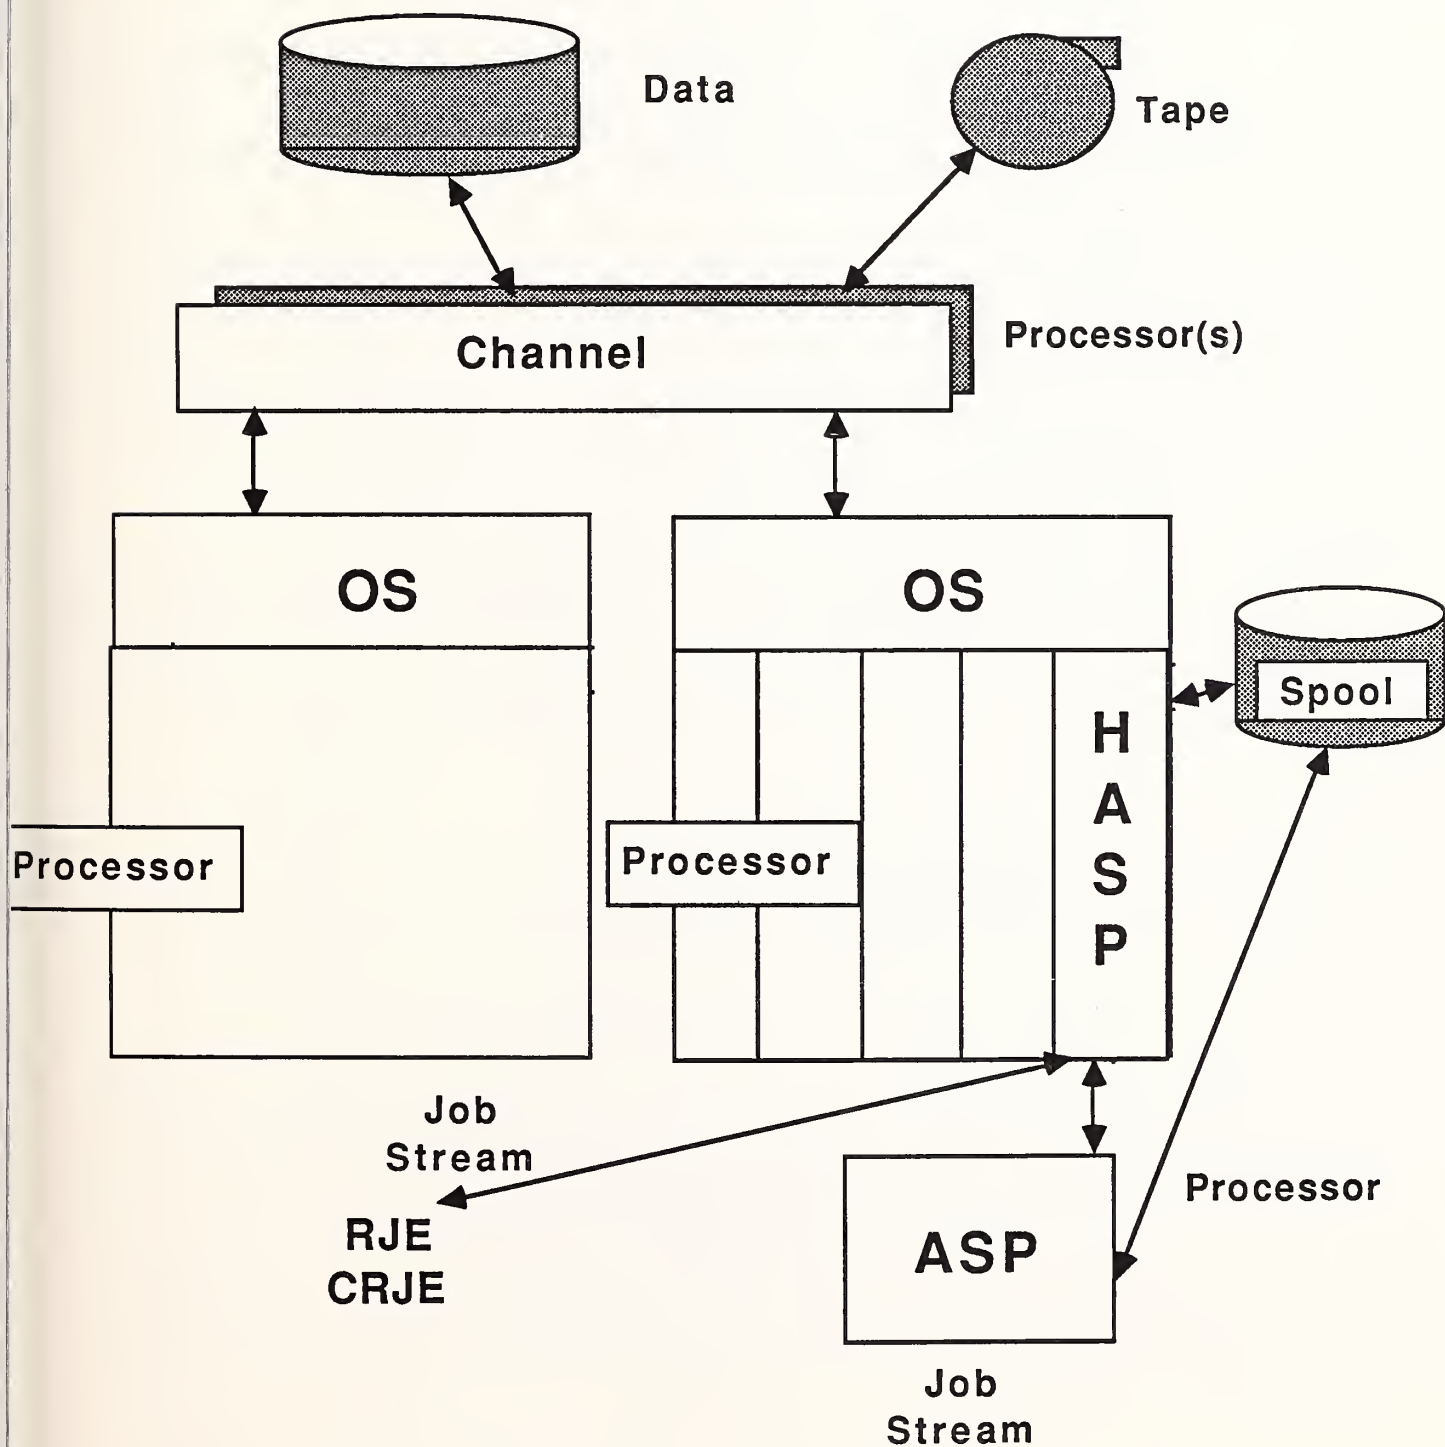 Data
Tape
Channel
Processor(s)
OS
OS
Spool
H
A
S
P
Processor
Processor
Job
Stream
RJE
CRJE
Processor
ASP
Job
Stream